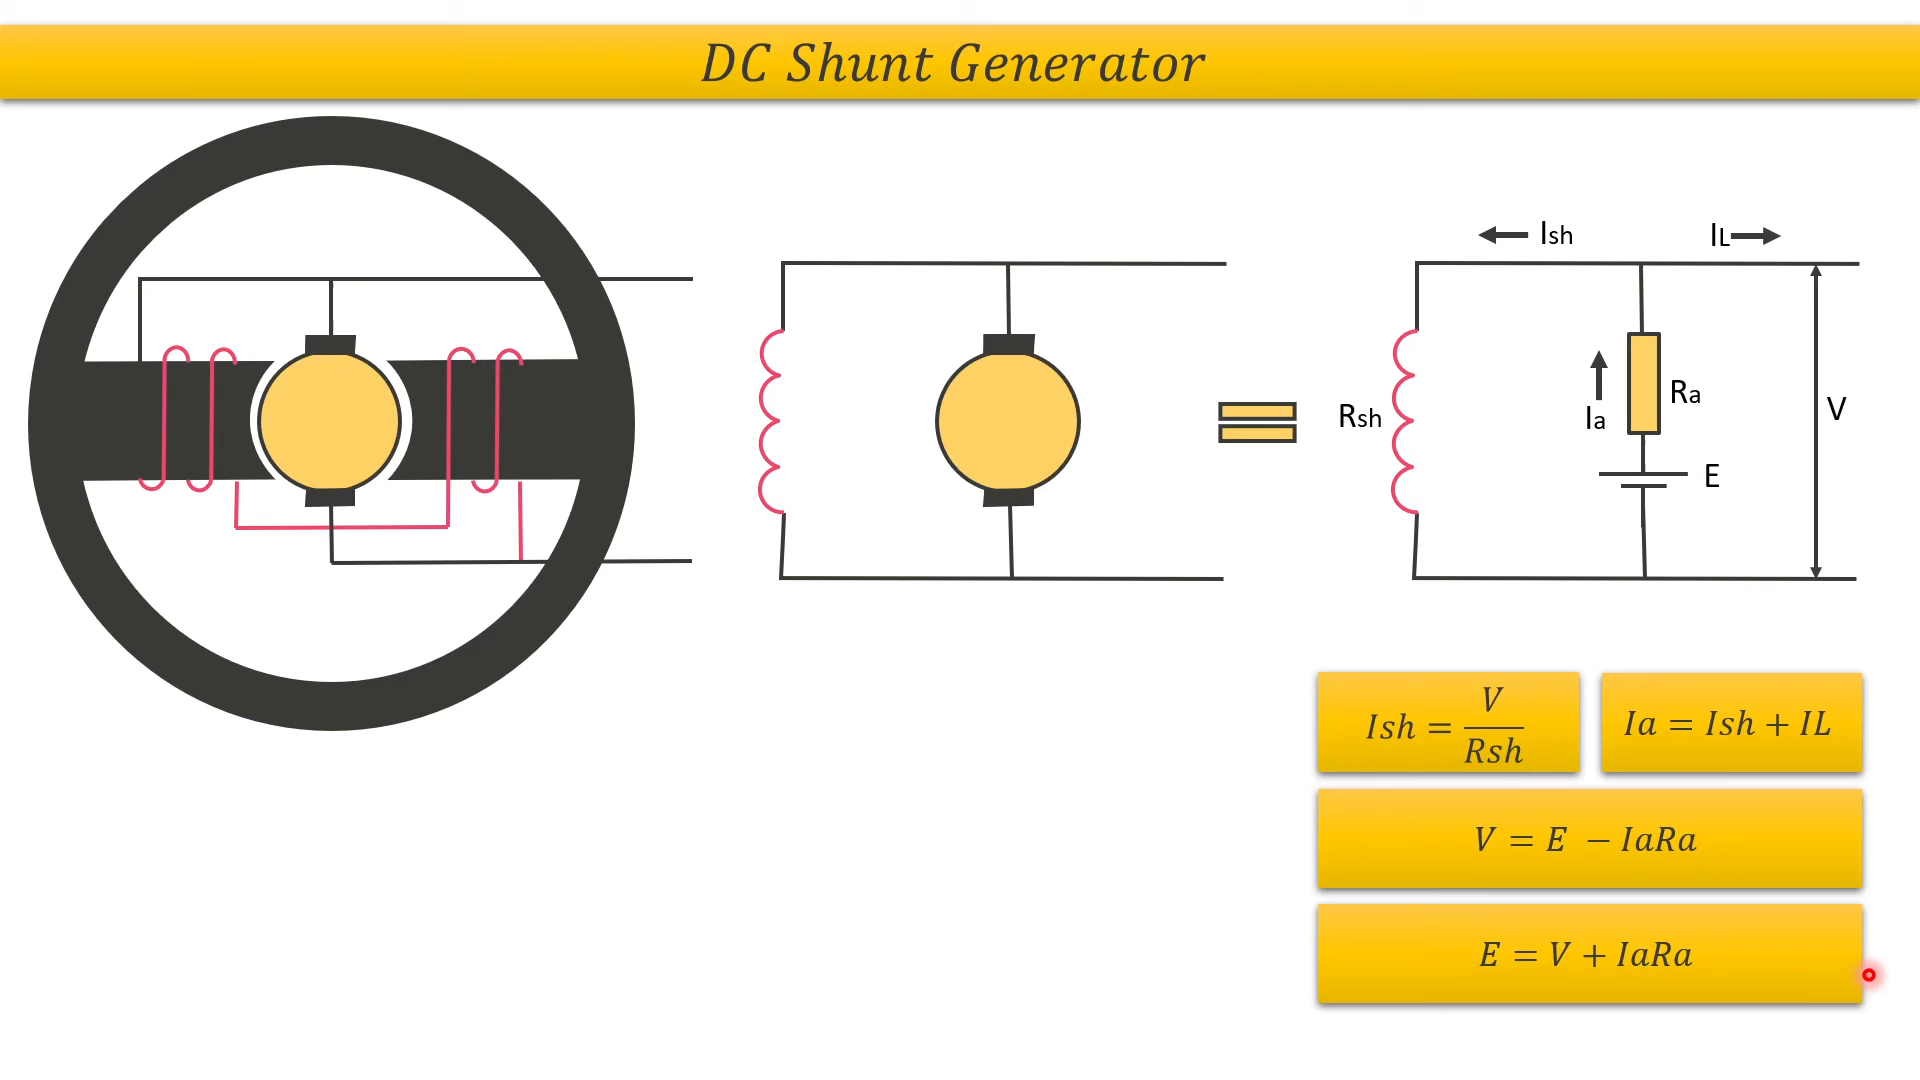 DC Shunt Generator
Ish IL
Rsh Ia Ra V
E
Ish = V/Rsh
Ia = Ish + IL
V = E − IaRa
E = V + IaRa